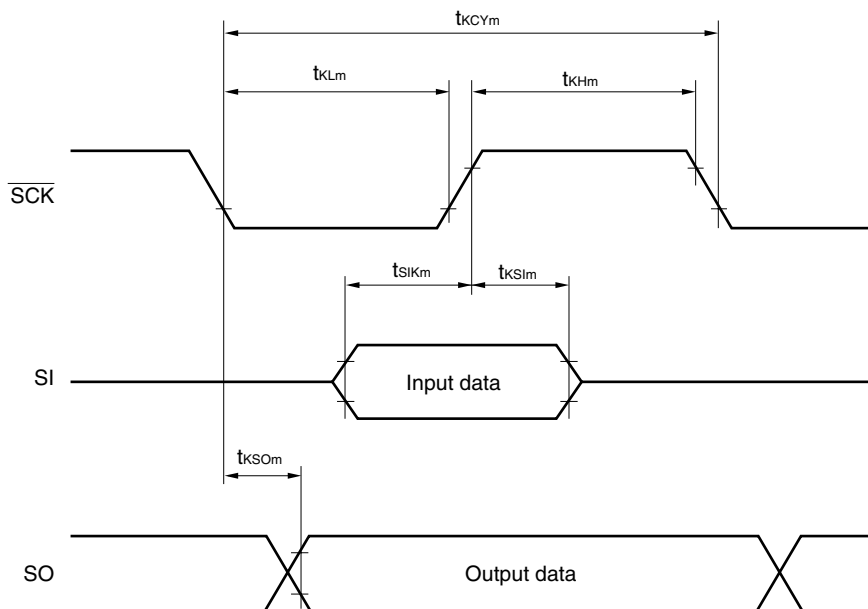 tKCYm
tKLm
tKHm
SCK
tSIKm
tKSIm
SI
Input data
tKSOm
SO
Output data